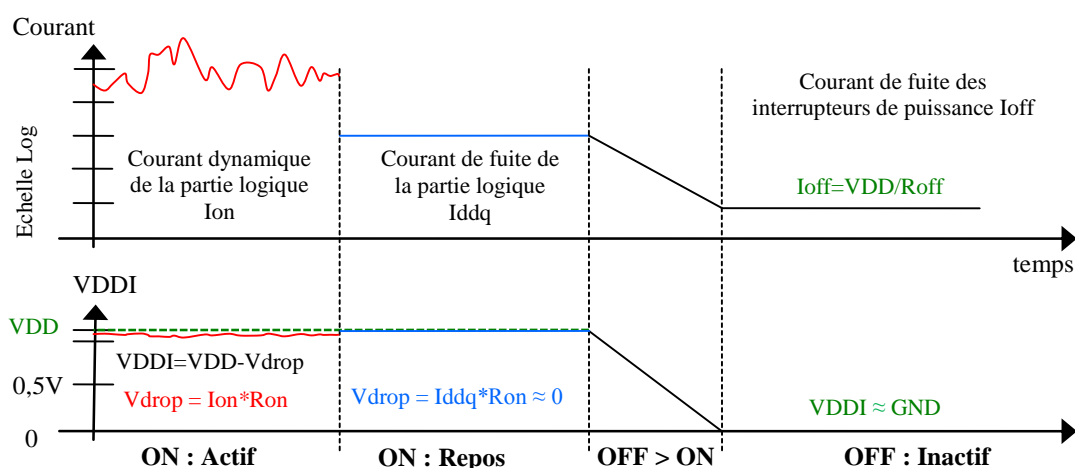 Courant
Echelle Log
Courant dynamique
de la partie logique
Ion
Courant de fuite de
la partie logique
Iddq
Courant de fuite des
interrupteurs de puissance Ioff
Ioff=VDD/Roff
temps
VDDI
VDD
0,5V
0
VDDI=VDD-Vdrop
Vdrop = Ion*Ron
Vdrop = Iddq*Ron ≈ 0
VDDI ≈ GND
ON : Actif
ON : Repos
OFF > ON
OFF : Inactif